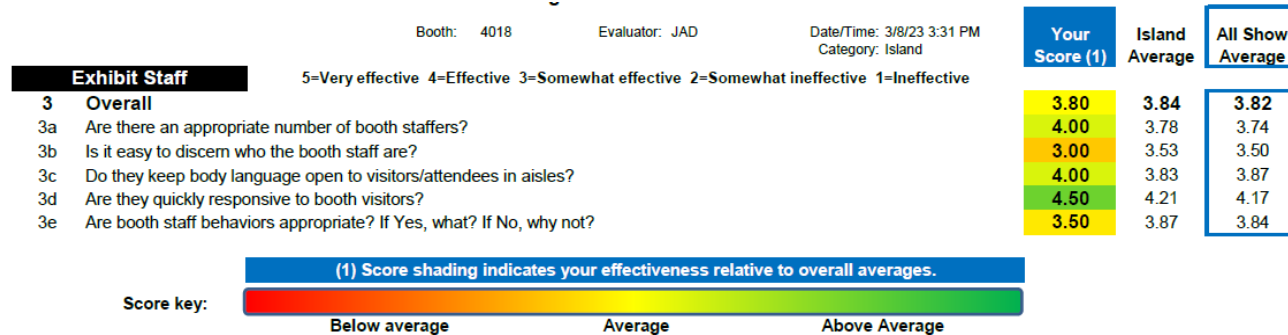 Booth: 4018 Evaluator: JAD Date/Time: 3/8/23 3:31 PM
Category: Island
Your Score (1) Island Average All Show Average
Exhibit Staff 5=Very effective 4=Effective 3=Somewhat effective 2=Somewhat ineffective 1=Ineffective
3 Overall 3.80 3.84 3.82
3a Are there an appropriate number of booth staffers? 4.00 3.78 3.74
3b Is it easy to discern who the booth staff are? 3.00 3.53 3.50
3c Do they keep body language open to visitors/attendees in aisles? 4.00 3.83 3.87
3d Are they quickly responsive to booth visitors? 4.50 4.21 4.17
3e Are booth staff behaviors appropriate? If Yes, what? If No, why not? 3.50 3.87 3.84
(1) Score shading indicates your effectiveness relative to overall averages.
Score key:
Below average Average Above Average